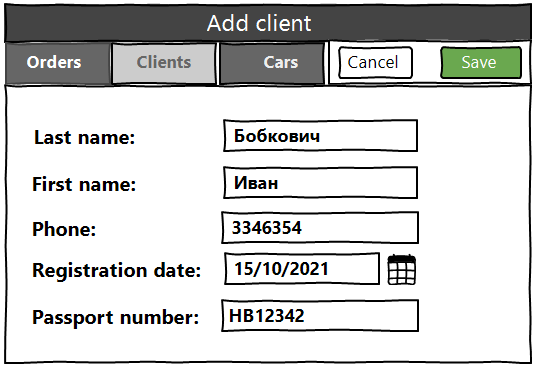 Add client
Orders Clients Cars Cancel Save
Last name: Бобкович
First name: Иван
Phone: 3346354
Registration date: 15/10/2021
Passport number: HB12342